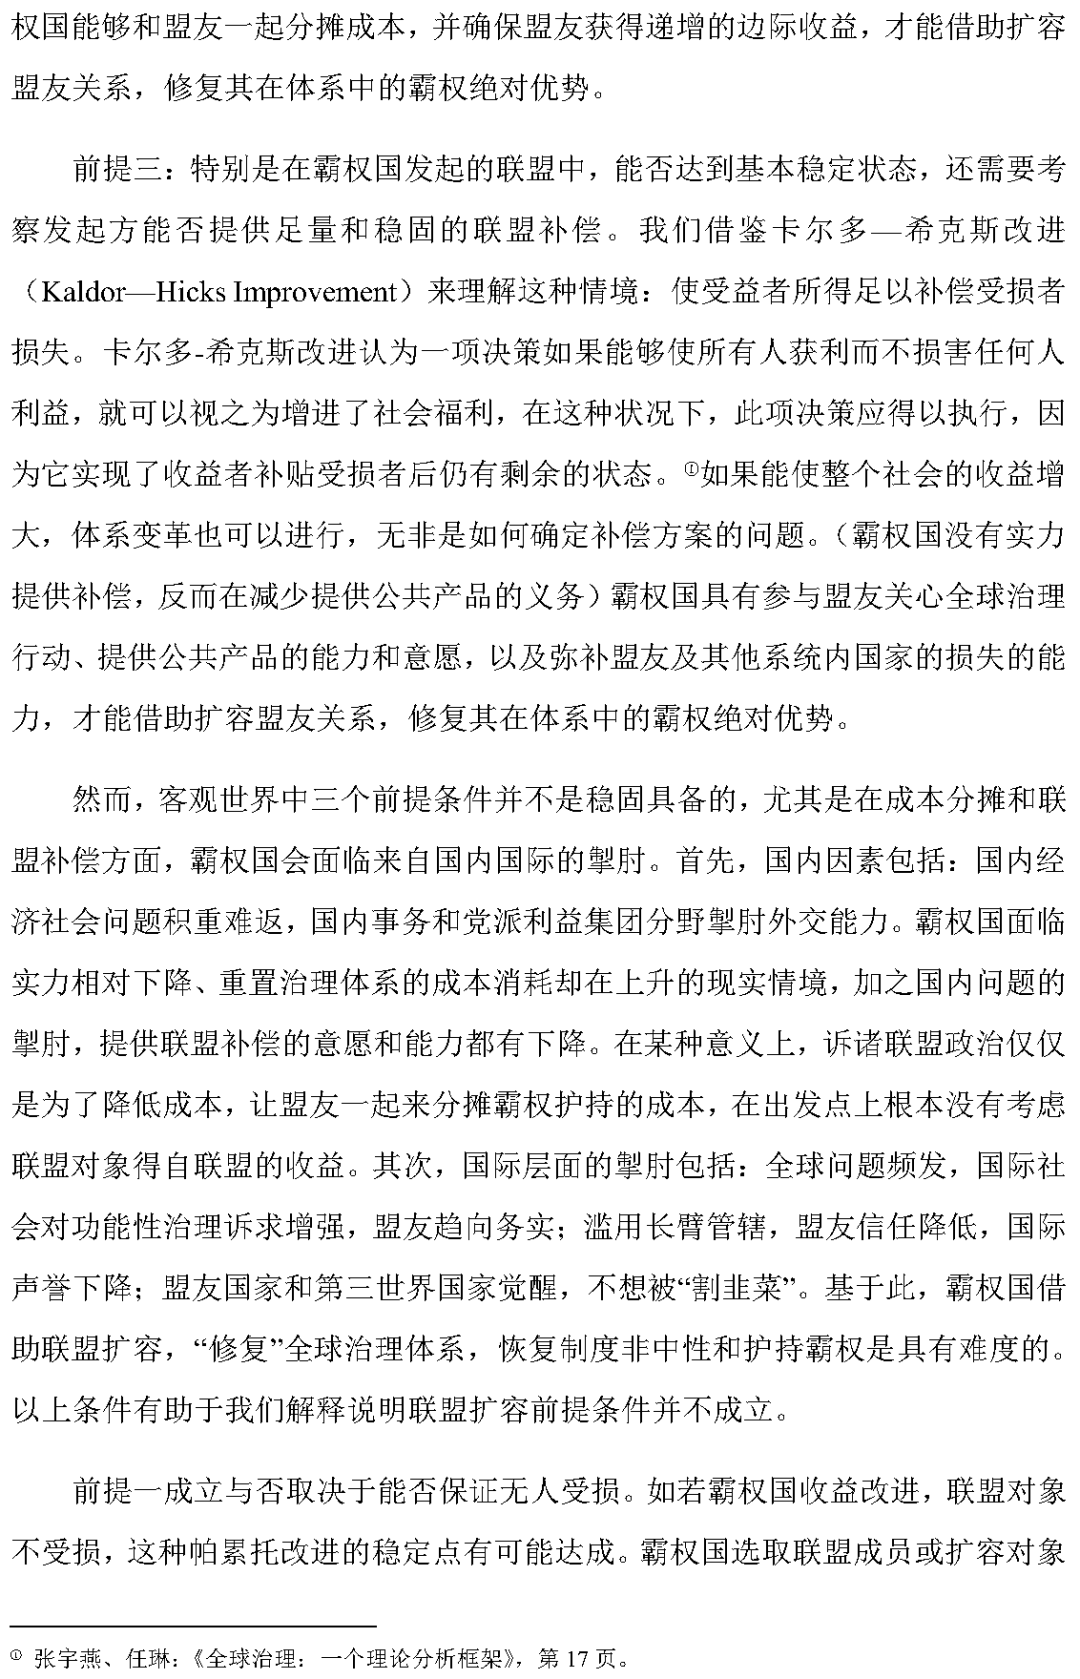 权国能够和盟友一起分摊成本，并确保盟友获得递增的边际收益，才能借助扩容
盟友关系，修复其在体系中的霸权绝对优势。
前提三：特别是在霸权国发起的联盟中，能否达到基本稳定状态，还需要考
察发起方能否提供足量和稳固的联盟补偿。我们借鉴卡尔多—希克斯改进
（Kaldor—Hicks Improvement）来理解这种情境：使受益者所得足以补偿受损者
损失。卡尔多-希克斯改进认为一项决策如果能够使所有人获利而不损害任何人
利益，就可以视之为增进了社会福利，在这种状况下，此项决策应得以执行，因
为它实现了收益者补贴受损者后仍有剩余的状态。①如果能使整个社会的收益增
大，体系变革也可以进行，无非是如何确定补偿方案的问题。（霸权国没有实力
提供补偿，反而在减少提供公共产品的义务）霸权国具有参与盟友关心全球治理
行动、提供公共产品的能力和意愿，以及弥补盟友及其他系统内国家的损失的能
力，才能借助扩容盟友关系，修复其在体系中的霸权绝对优势。
然而，客观世界中三个前提条件并不是稳固具备的，尤其是在成本分摊和联
盟补偿方面，霸权国会面临来自国内国际的掣肘。首先，国内因素包括：国内经
济社会问题积重难返，国内事务和党派利益集团分野掣肘外交能力。霸权国面临
实力相对下降、重置治理体系的成本消耗却在上升的现实情境，加之国内问题的
掣肘，提供联盟补偿的意愿和能力都有下降。在某种意义上，诉诸联盟政治仅仅
是为了降低成本，让盟友一起来分摊霸权护持的成本，在出发点上根本没有考虑
联盟对象得自联盟的收益。其次，国际层面的掣肘包括：全球问题频发，国际社
会对功能性治理诉求增强，盟友趋向务实；滥用长臂管辖，盟友信任降低，国际
声誉下降；盟友国家和第三世界国家觉醒，不想被“割韭菜”。基于此，霸权国借
助联盟扩容，“修复”全球治理体系，恢复制度非中性和护持霸权是具有难度的。
以上条件有助于我们解释说明联盟扩容前提条件并不成立。
前提一成立与否取决于能否保证无人受损。如若霸权国收益改进，联盟对象
不受损，这种帕累托改进的稳定点有可能达成。霸权国选取联盟成员或扩容对象
① 张宇燕、任琳：《全球治理：一个理论分析框架》，第 17 页。